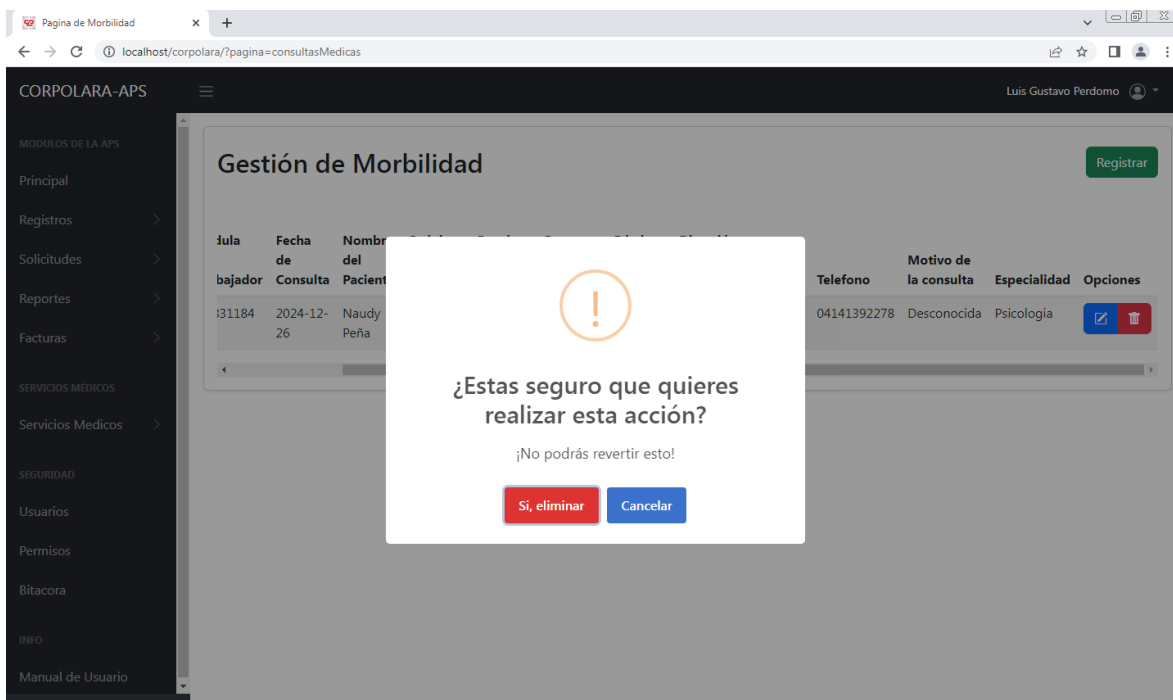 Pagina de Morbilidad
localhost/corpolara/?pagina=consultasMedicas
CORPOLARA-APS
Luis Gustavo Perdomo
MODULOS DE LA APS
Principal
Registros
Solicitudes
Reportes
Facturas
SERVICIOS MÉDICOS
Servicios Medicos
SEGURIDAD
Usuarios
Permisos
Bitacora
INFO
Manual de Usuario
Gestión de Morbilidad
Registrar
Fecha
de
Consulta
del
Telefono
Motivo de
la consulta
Especialidad
Opciones
31184
2024-12-
26
Naudy
Peña
04141392278
Desconocida
Psicologia
¿Estas seguro que quieres
realizar esta acción?
¡No podrás revertir esto!
Si, eliminar
Cancelar